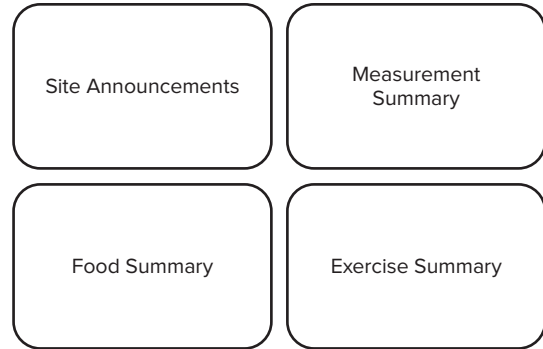 Site Announcements
Measurement
Summary
Food Summary
Exercise Summary